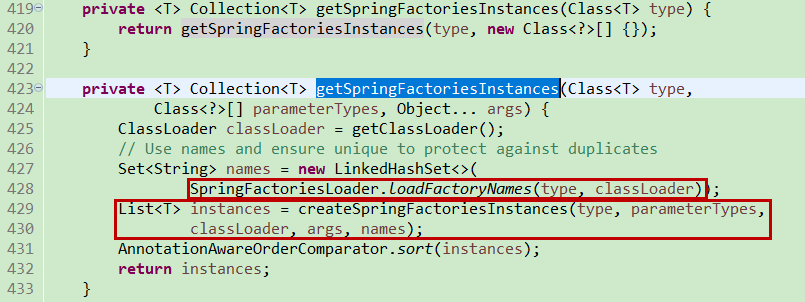 419 private <T> Collection<T> getSpringFactoriesInstances(Class<T> type) {
420 return getSpringFactoriesInstances(type, new Class<?>[] {});
421 }
422
423 private <T> Collection<T> getSpringFactoriesInstances(Class<T> type,
424 Class<?>[] parameterTypes, Object... args) {
425 ClassLoader classLoader = getClassLoader();
426 // Use names and ensure unique to protect against duplicates
427 Set<String> names = new LinkedHashSet<>(
428 SpringFactoriesLoader.loadFactoryNames(type, classLoader));
429 List<T> instances = createSpringFactoriesInstances(type, parameterTypes,
430 classLoader, args, names);
431 AnnotationAwareOrderComparator.sort(instances);
432 return instances;
433 }